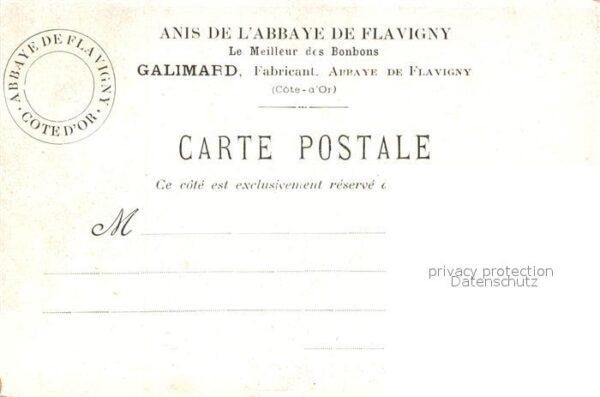 ANIS DE L'ABBAYE DE FLAVIGNY
Le Meilleur des Bonbons
GALIMARD, Fabricant. ABBAYE DE FLAVIGNY
(Côte-d'Or)
ABBAYE DE FLAVIGNY
· COTE D'OR ·
CARTE POSTALE
Ce côté est exclusivement réservé
M
privacy protection
Datenschutz